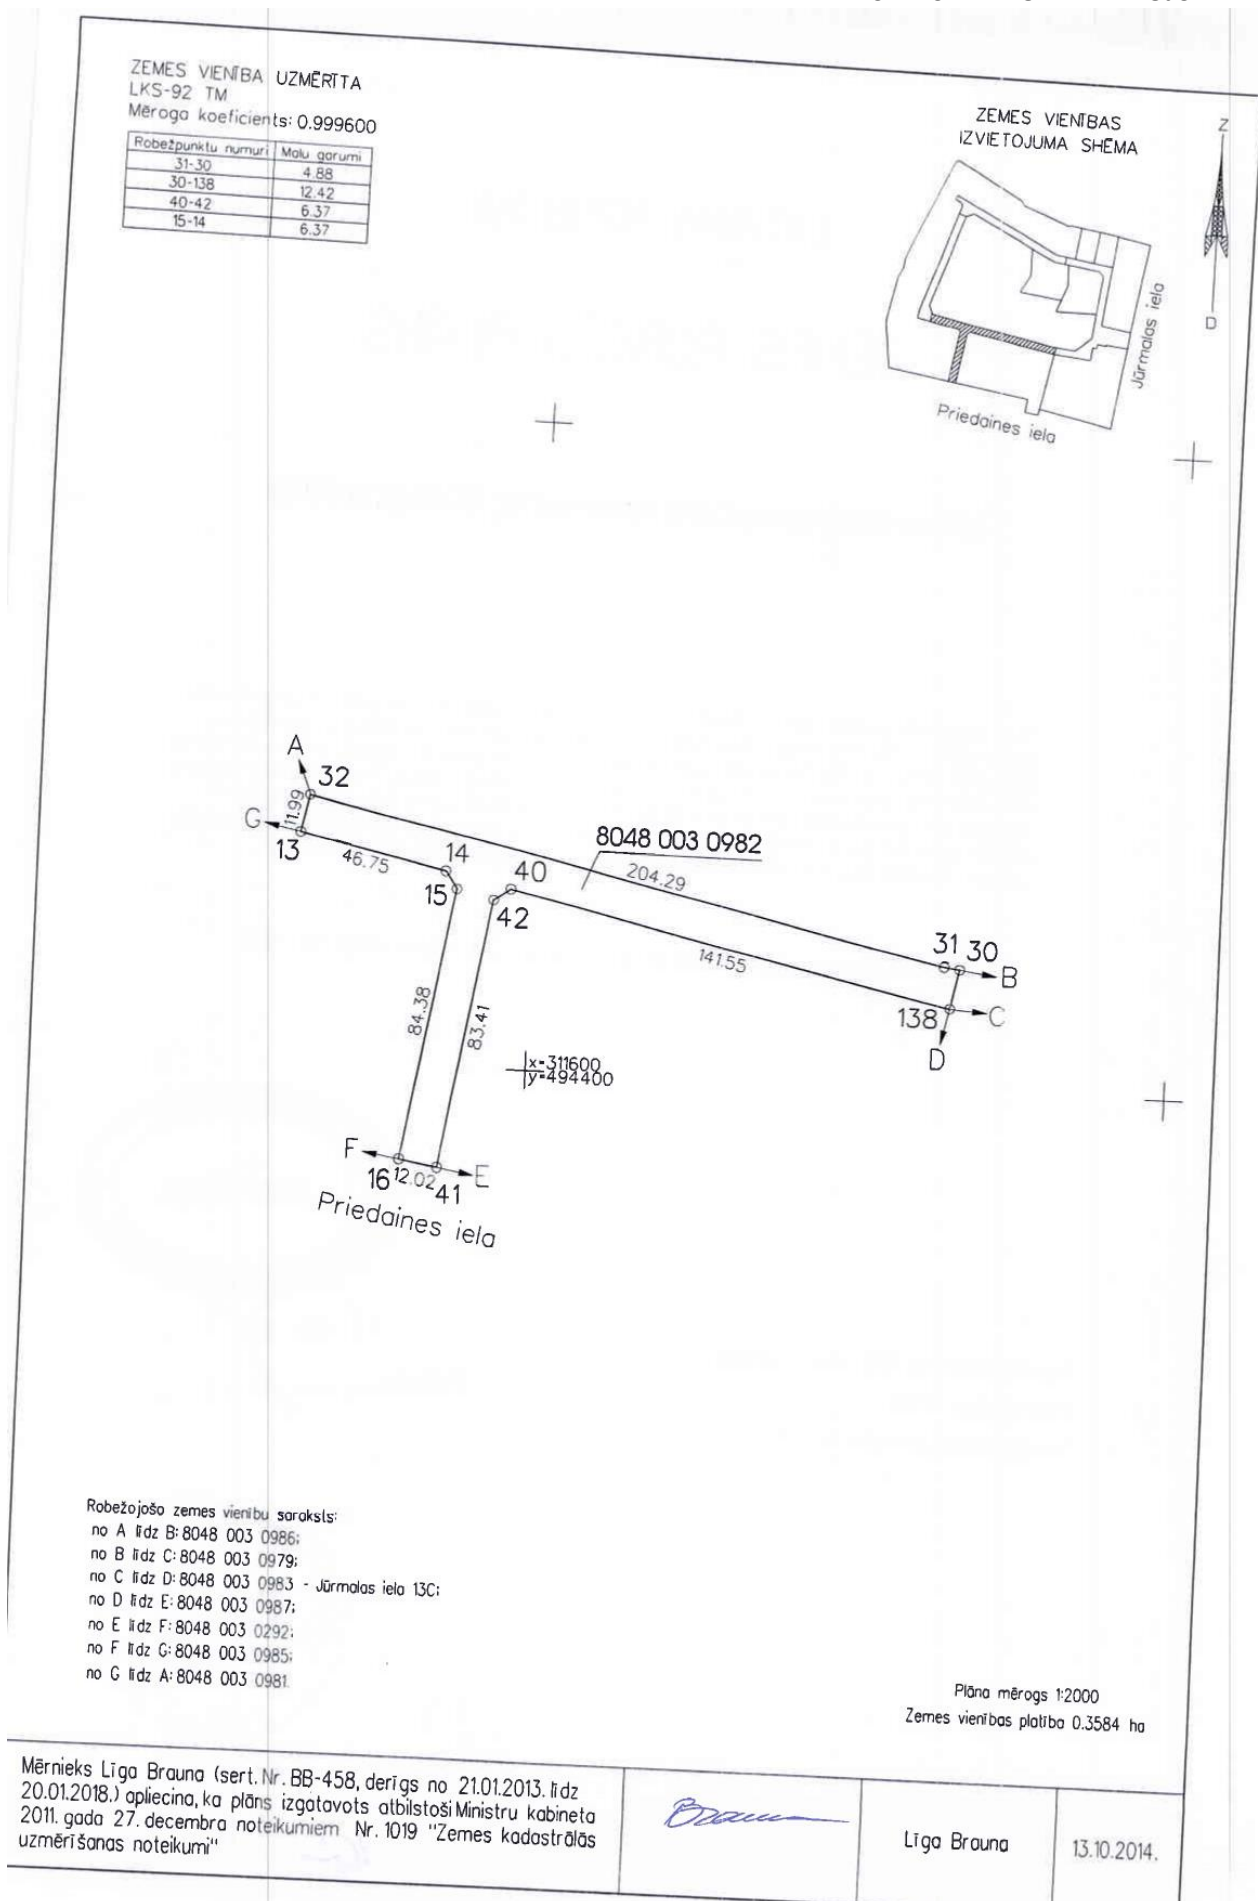 ZEMES VIENĪBA UZMĒRĪTA
LKS-92 TM
Mēroga koeficients: 0.999600
Robežpunktu numuri Malu garumi
31-30 4.88
30-138 12.42
40-42 6.37
15-14 6.37
ZEMES VIENĪBAS
IZVIETOJUMA SHĒMA
Z
D
Jūrmalas iela
Priedaines iela
A
32
11.99
G
13
46.75
14
15
40
42
8048 003 0982
204.29
141.55
31 30
B
138
C
D
84.38
83.41
x=311600
y=494400
F
16
12.02
41
E
Priedaines iela
Robežojošo zemes vienību saraksts:
no A līdz B: 8048 003 0986;
no B līdz C: 8048 003 0979;
no C līdz D: 8048 003 0983 - Jūrmalas iela 13C;
no D līdz E: 8048 003 0987;
no E līdz F: 8048 003 0292;
no F līdz G: 8048 003 0985;
no G līdz A: 8048 003 0981.
Plāna mērogs 1:2000
Zemes vienības platība 0.3584 ha
Mērnieks Līga Brauna (sert. Nr. BB-458, derīgs no 21.01.2013. līdz
20.01.2018.) apliecina, ka plāns izgatavots atbilstoši Ministru kabineta
2011. gada 27. decembra noteikumiem Nr. 1019 "Zemes kadastrālās
uzmērīšanas noteikumi"
Līga Brauna
13.10.2014.